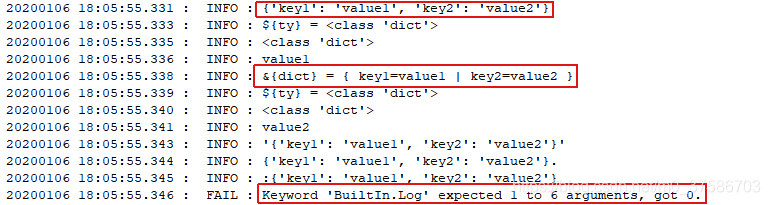 20200106 18:05:55.331 :  INFO : {'key1': 'value1', 'key2': 'value2'}
20200106 18:05:55.333 :  INFO : ${ty} = <class 'dict'>
20200106 18:05:55.335 :  INFO : <class 'dict'>
20200106 18:05:55.336 :  INFO : value1
20200106 18:05:55.338 :  INFO : &{dict} = { key1=value1 | key2=value2 }
20200106 18:05:55.339 :  INFO : ${ty} = <class 'dict'>
20200106 18:05:55.340 :  INFO : <class 'dict'>
20200106 18:05:55.341 :  INFO : value2
20200106 18:05:55.343 :  INFO : '{'key1': 'value1', 'key2': 'value2'}'
20200106 18:05:55.344 :  INFO : {'key1': 'value1', 'key2': 'value2'}.
20200106 18:05:55.345 :  INFO : :{'key1': 'value1', 'key2': 'value2'}
20200106 18:05:55.346 :  FAIL : Keyword 'BuiltIn.Log' expected 1 to 6 arguments, got 0.